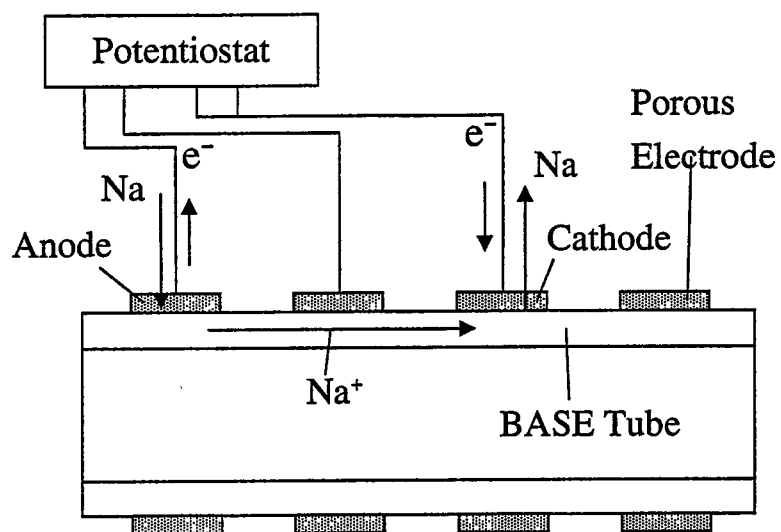 Potentiostat
Porous
Electrode
e⁻
e⁻
Na
Na
Anode
Cathode
Na⁺
BASE Tube